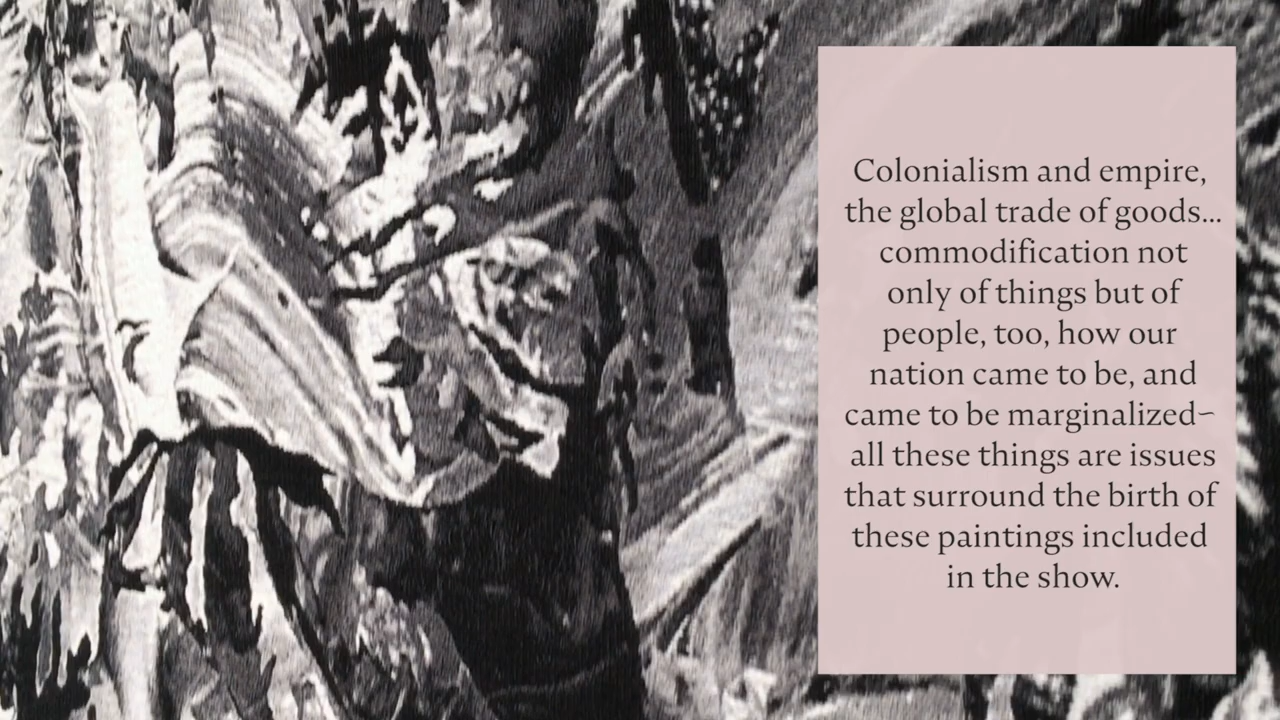 Colonialism and empire,
the global trade of goods...
commodification not
only of things but of
people, too, how our
nation came to be, and
came to be marginalized~
all these things are issues
that surround the birth of
these paintings included
in the show.